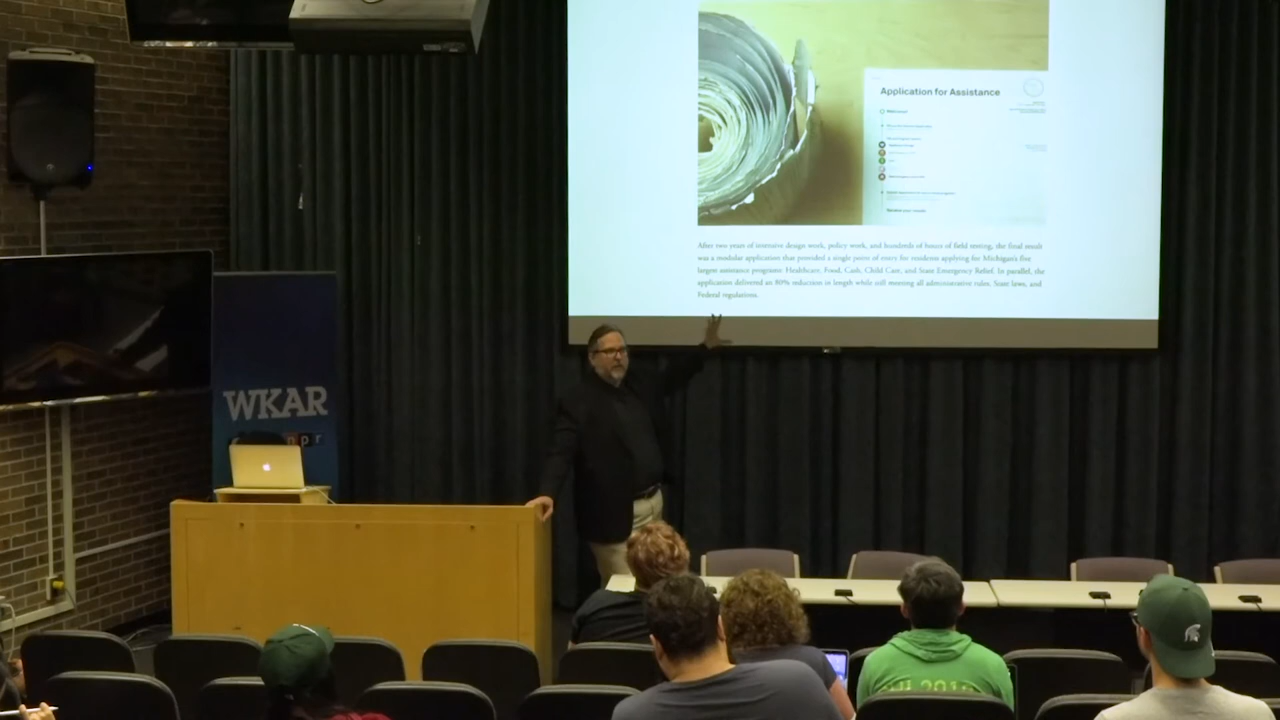 Application for Assistance
After two years of intensive design work, policy work, and hundreds of hours of field testing, the final result
was a modular application that provided a single point of entry for residents applying for Michigan's five
largest assistance programs: Healthcare, Food, Cash, Child Care, and State Emergency Relief. In parallel, the
application delivered an 80% reduction in length while still meeting all administrative rules, State laws, and
Federal regulations.
WKAR
npr